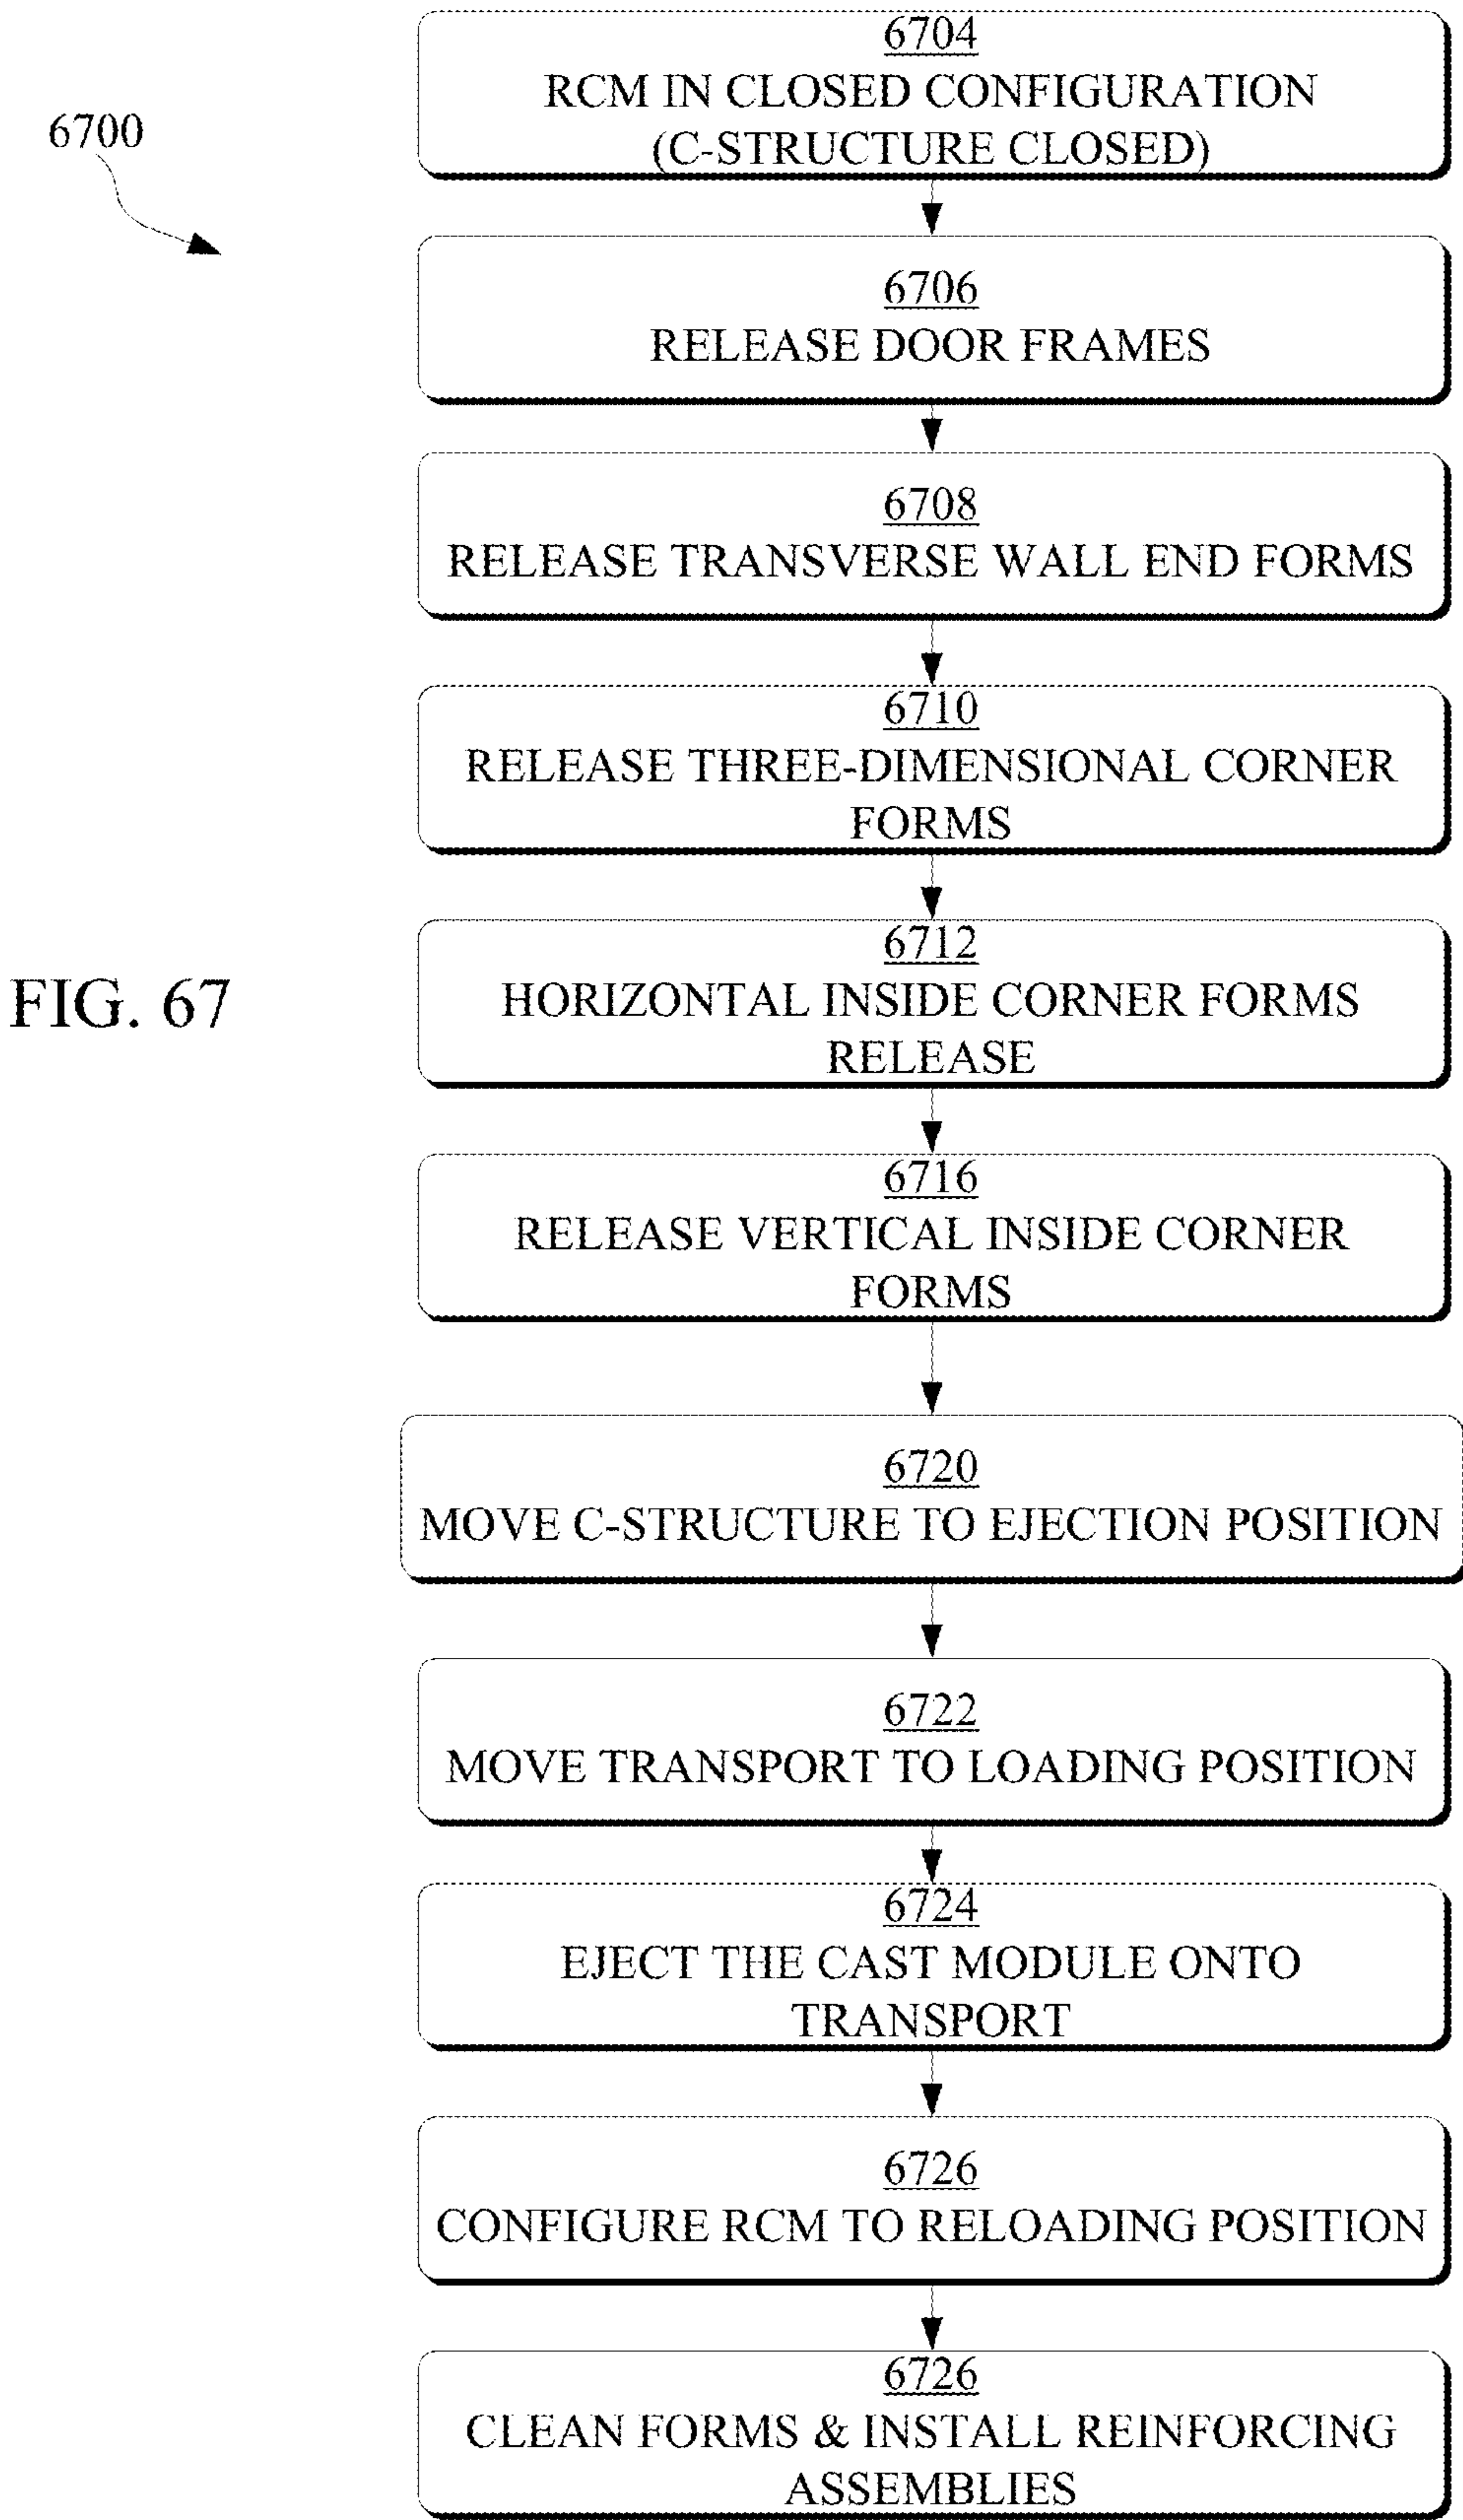 6704
RCM IN CLOSED CONFIGURATION
(C-STRUCTURE CLOSED)
6700
6706
RELEASE DOOR FRAMES
6708
RELEASE TRANSVERSE WALL END FORMS
6710
RELEASE THREE-DIMENSIONAL CORNER
FORMS
6712
HORIZONTAL INSIDE CORNER FORMS
RELEASE
FIG. 67
6716
RELEASE VERTICAL INSIDE CORNER
FORMS
6720
MOVE C-STRUCTURE TO EJECTION POSITION
6722
MOVE TRANSPORT TO LOADING POSITION
6724
EJECT THE CAST MODULE ONTO
TRANSPORT
6726
CONFIGURE RCM TO RELOADING POSITION
6726
CLEAN FORMS & INSTALL REINFORCING
ASSEMBLIES